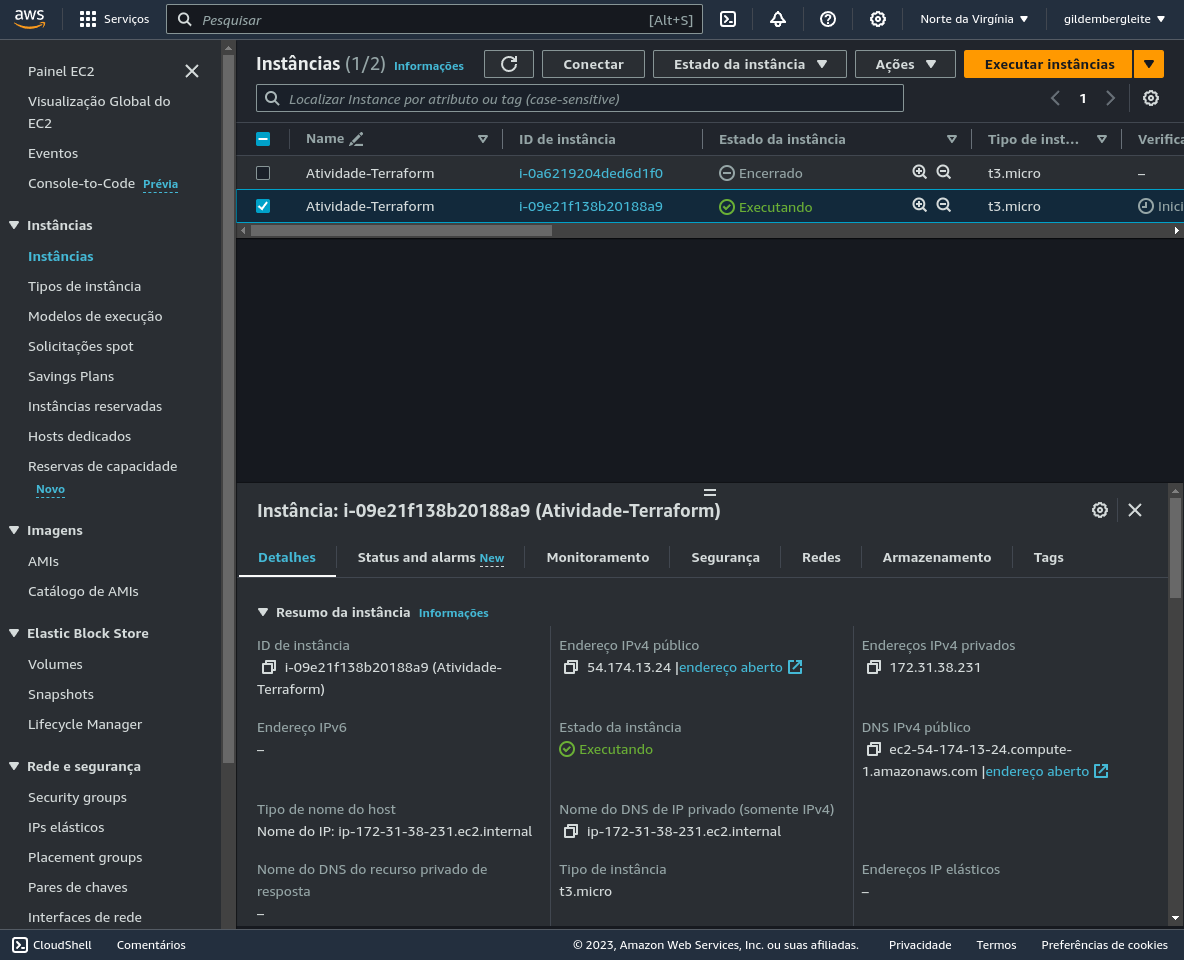 aws
Serviços
Pesquisar
[Alt+S]
Norte da Virgínia
gildembergleite
Painel EC2
Visualização Global do
EC2
Eventos
Console-to-Code Prévia
Instâncias
Instâncias
Tipos de instância
Modelos de execução
Solicitações spot
Savings Plans
Instâncias reservadas
Hosts dedicados
Reservas de capacidade
Novo
Imagens
AMIs
Catálogo de AMIs
Elastic Block Store
Volumes
Snapshots
Lifecycle Manager
Rede e segurança
Security groups
IPs elásticos
Placement groups
Pares de chaves
Interfaces de rede
Instâncias (1/2) Informações
Conectar
Estado da instância
Ações
Executar instâncias
Localizar Instance por atributo ou tag (case-sensitive)
1
Name
ID de instância
Estado da instância
Tipo de inst...
Verifica
Atividade-Terraform
i-0a6219204ded6d1f0
Encerrado
t3.micro
–
Atividade-Terraform
i-09e21f138b20188a9
Executando
t3.micro
Inici
Instância: i-09e21f138b20188a9 (Atividade-Terraform)
Detalhes
Status and alarms New
Monitoramento
Segurança
Redes
Armazenamento
Tags
Resumo da instância Informações
ID de instância
i-09e21f138b20188a9 (Atividade-
Terraform)
Endereço IPv4 público
54.174.13.24 |endereço aberto
Endereços IPv4 privados
172.31.38.231
Endereço IPv6
–
Estado da instância
Executando
DNS IPv4 público
ec2-54-174-13-24.compute-
1.amazonaws.com |endereço aberto
Tipo de nome do host
Nome do IP: ip-172-31-38-231.ec2.internal
Nome do DNS de IP privado (somente IPv4)
ip-172-31-38-231.ec2.internal
Nome do DNS do recurso privado de
resposta
–
Tipo de instância
t3.micro
Endereços IP elásticos
–
CloudShell
Comentários
© 2023, Amazon Web Services, Inc. ou suas afiliadas.
Privacidade
Termos
Preferências de cookies